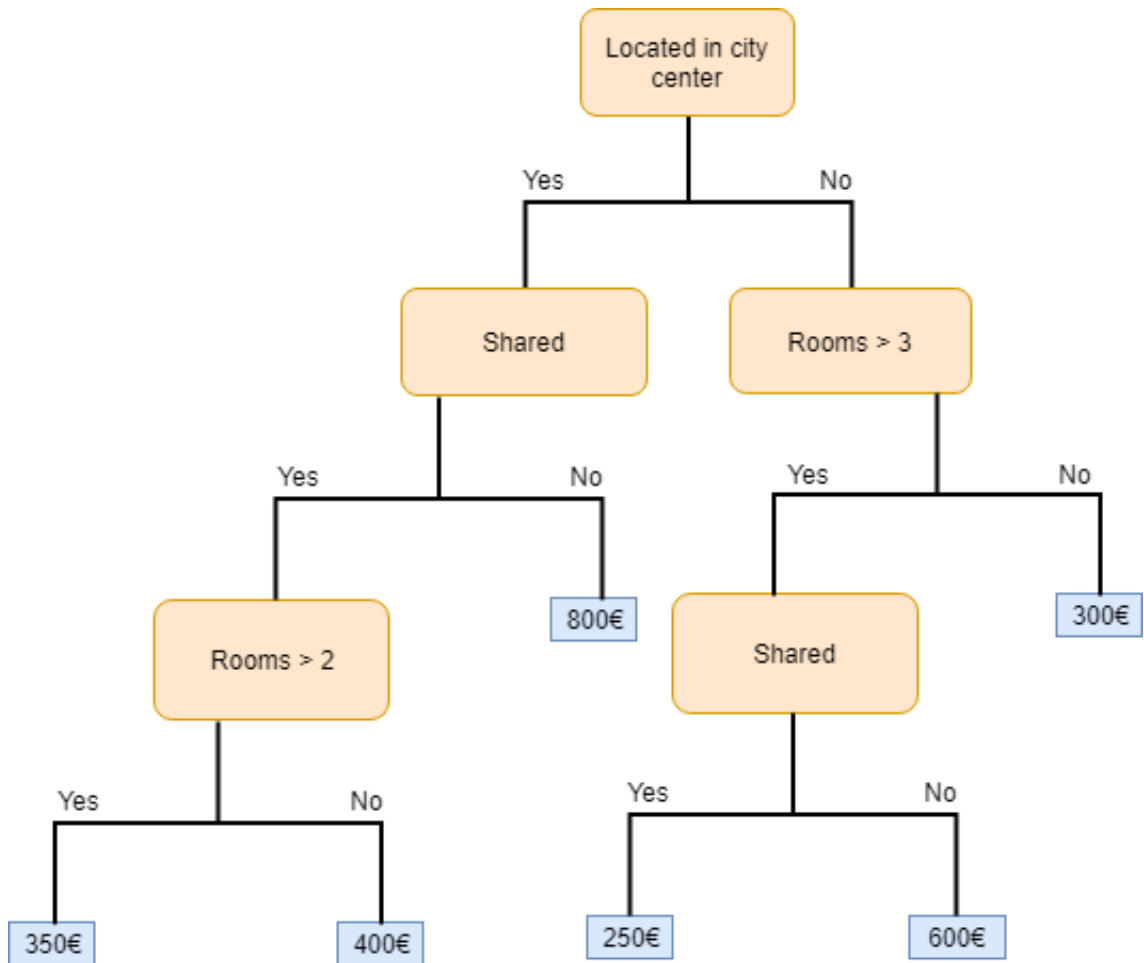 Located in city
center
Yes
No
Shared
Rooms > 3
Yes
No
Yes
No
Rooms > 2
800€
Shared
300€
Yes
No
Yes
No
350€
400€
250€
600€